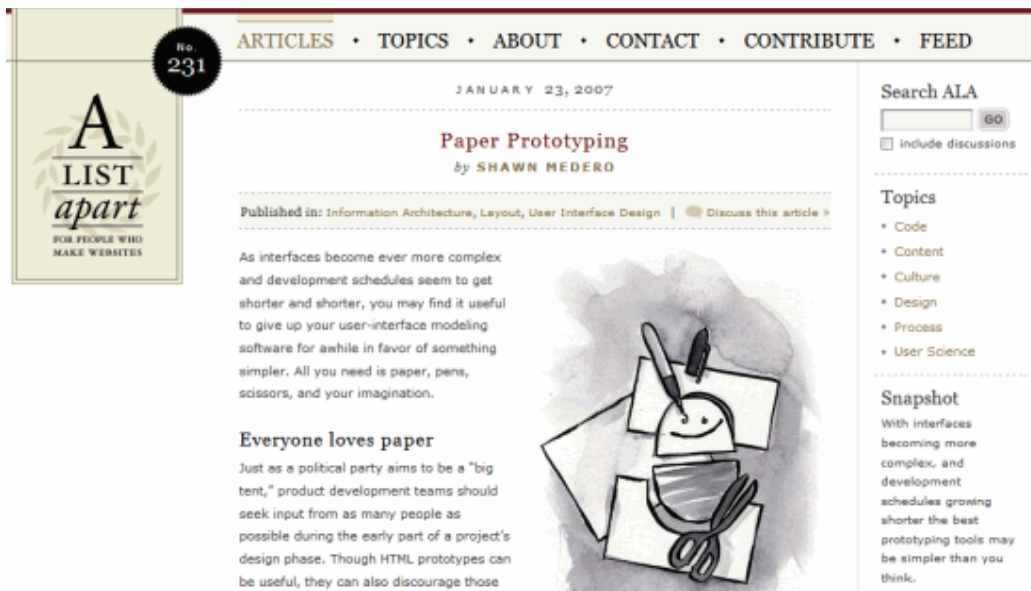 No.
231
ARTICLES • TOPICS • ABOUT • CONTACT • CONTRIBUTE • FEED
A
LIST
apart
FOR PEOPLE WHO
MAKE WEBSITES
JANUARY 23, 2007
Paper Prototyping
by SHAWN MEDERO
Published in: Information Architecture, Layout, User Interface Design | Discuss this article »
As interfaces become ever more complex
and development schedules seem to get
shorter and shorter, you may find it useful
to give up your user-interface modeling
software for awhile in favor of something
simpler. All you need is paper, pens,
scissors, and your imagination.
Everyone loves paper
Just as a political party aims to be a "big
tent," product development teams should
seek input from as many people as
possible during the early part of a project's
design phase. Though HTML prototypes can
be useful, they can also discourage those
Search ALA
GO
include discussions
Topics
• Code
• Content
• Culture
• Design
• Process
• User Science
Snapshot
With interfaces
becoming more
complex, and
development
schedules growing
shorter the best
prototyping tools may
be simpler than you
think.